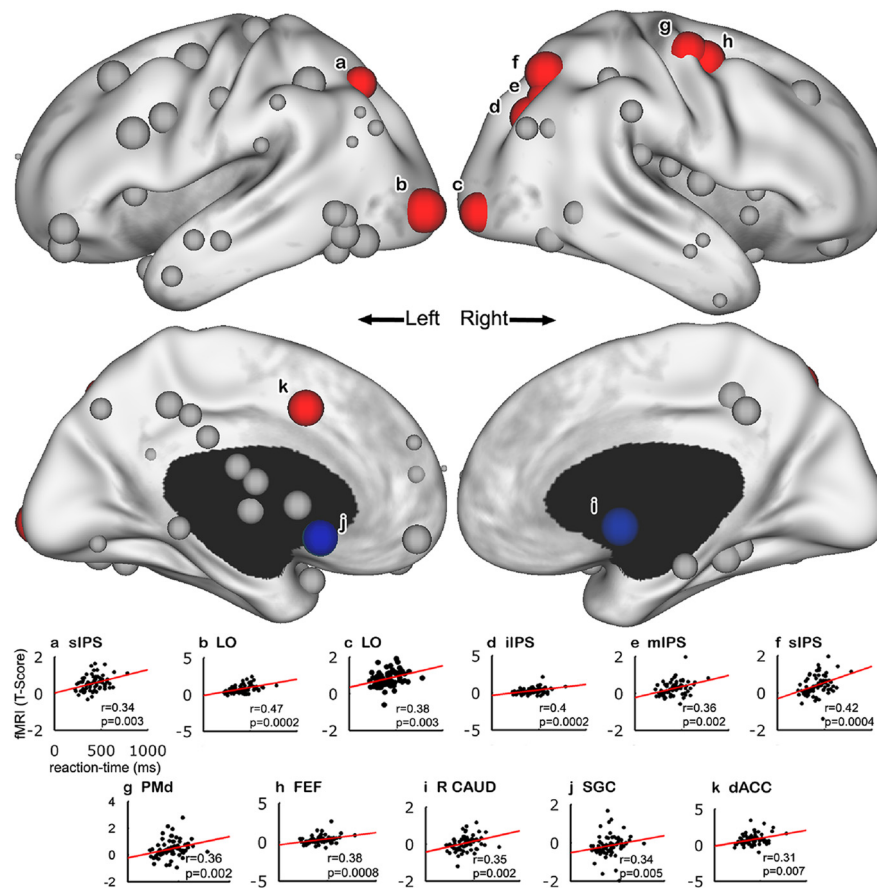 g
h
a
f
e
d
b
c
Left Right
k
j
i
a sIPS b LO c LO d iIPS e mIPS f sIPS
fMRI (T-Score)
2 5 2 5 2 2
0 0 0 0 0 0
r=0.34 r=0.47 r=0.38 r=0.4 r=0.36 r=0.42
p=0.003 p=0.0002 p=0.003 p=0.0002 p=0.002 p=0.0004
-2 -5 -2 -5 -2 -2
0 500 1000
reaction-time (ms)
g PMd h FEF i R CAUD j SGC k dACC
4 5 2 2 5
2
0 0 0 0 0
r=0.36 r=0.38 r=0.35 r=0.34 r=0.31
p=0.002 p=0.0008 p=0.002 p=0.005 p=0.007
-2 -5 -2 -2 -5